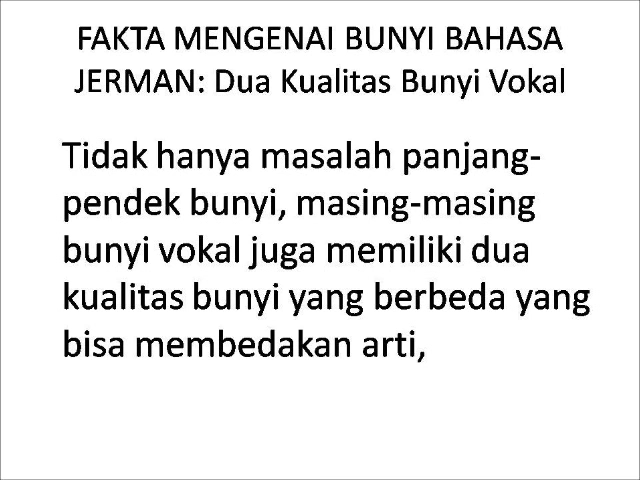 FAKTA MENGENAI BUNYI BAHASA
JERMAN: Dua Kualitas Bunyi Vokal
Tidak hanya masalah panjang-
pendek bunyi, masing-masing
bunyi vokal juga memiliki dua
kualitas bunyi yang berbeda yang
bisa membedakan arti,